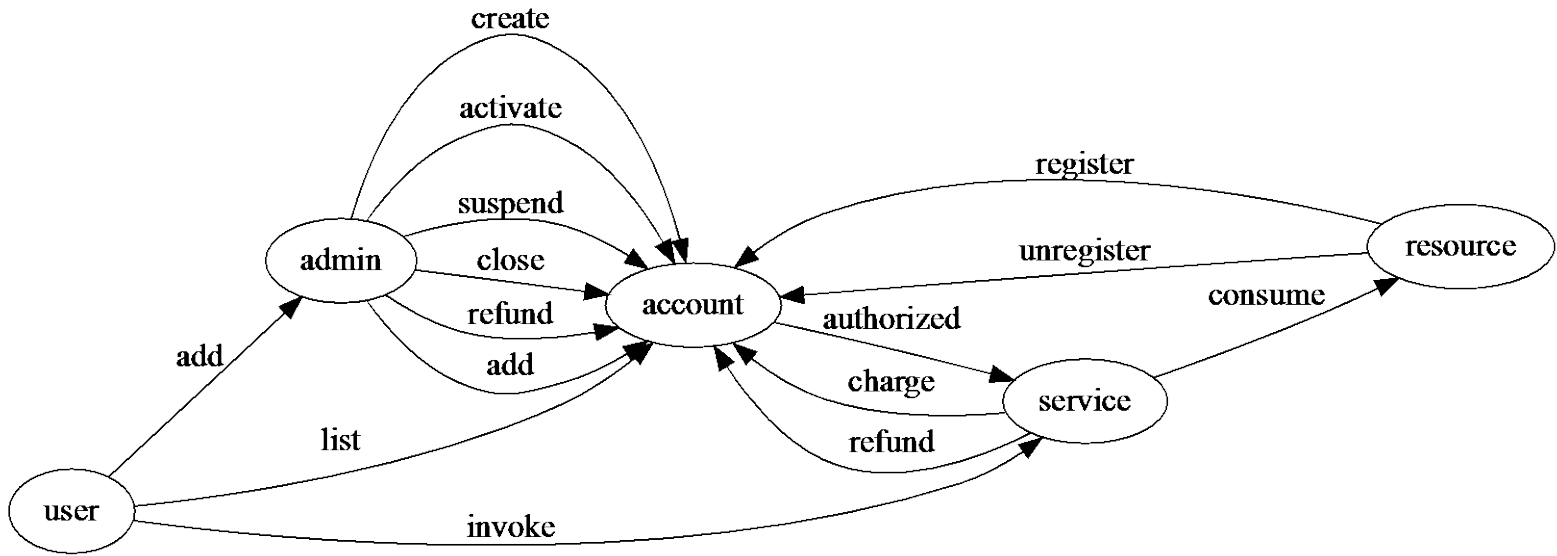 create
activate
suspend
close
refund
add
admin
add
user
list
invoke
account
authorized
charge
refund
service
register
unregister
consume
resource